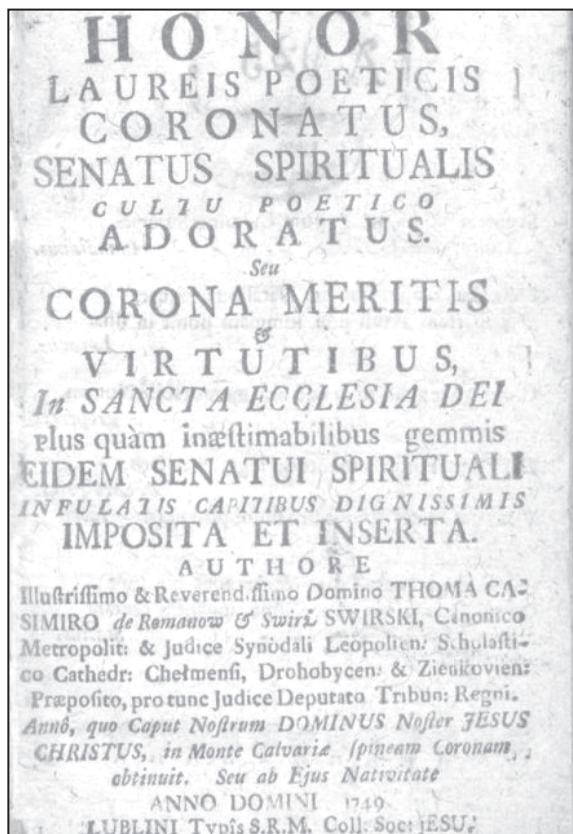 HONOR
LAUREIS POETICIS
CORONATUS,
SENATUS SPIRITUALIS
CULTU POETICO
ADORATUS.
Seu
CORONA MERITIS
&
VIRTUTIBUS,
In SANCTA ECCLESIA DEI
plus quàm inæſtimabilibus gemmis
EIDEM SENATUI SPIRITUALI
INFULATIS CAPITIBUS DIGNISSIMIS
IMPOSITA ET INSERTA.
AUTHORE
Illuſtriſſimo & Reverendiſſimo Domino THOMA CA-
SIMIRO de Romanow & Swirż SWIRSKI, Canonico
Metropolit: & Judice Synodali Leopolien: Scholaſti-
co Cathedr: Chełmenſi, Drohobycen: & Zienkovien:
Præpoſito, pro tunc Judice Deputato Tribun: Regni.
Annô, quo Caput Noſtrum DOMINUS Noſter JESUS
CHRISTUS, in Monte Calvariæ ſpineam Coronam
obtinuit. Seu ab Ejus Nativitate
ANNO DOMINI 1749
LUBLINI Typîs S.R.M. Coll: Soc: JESU.